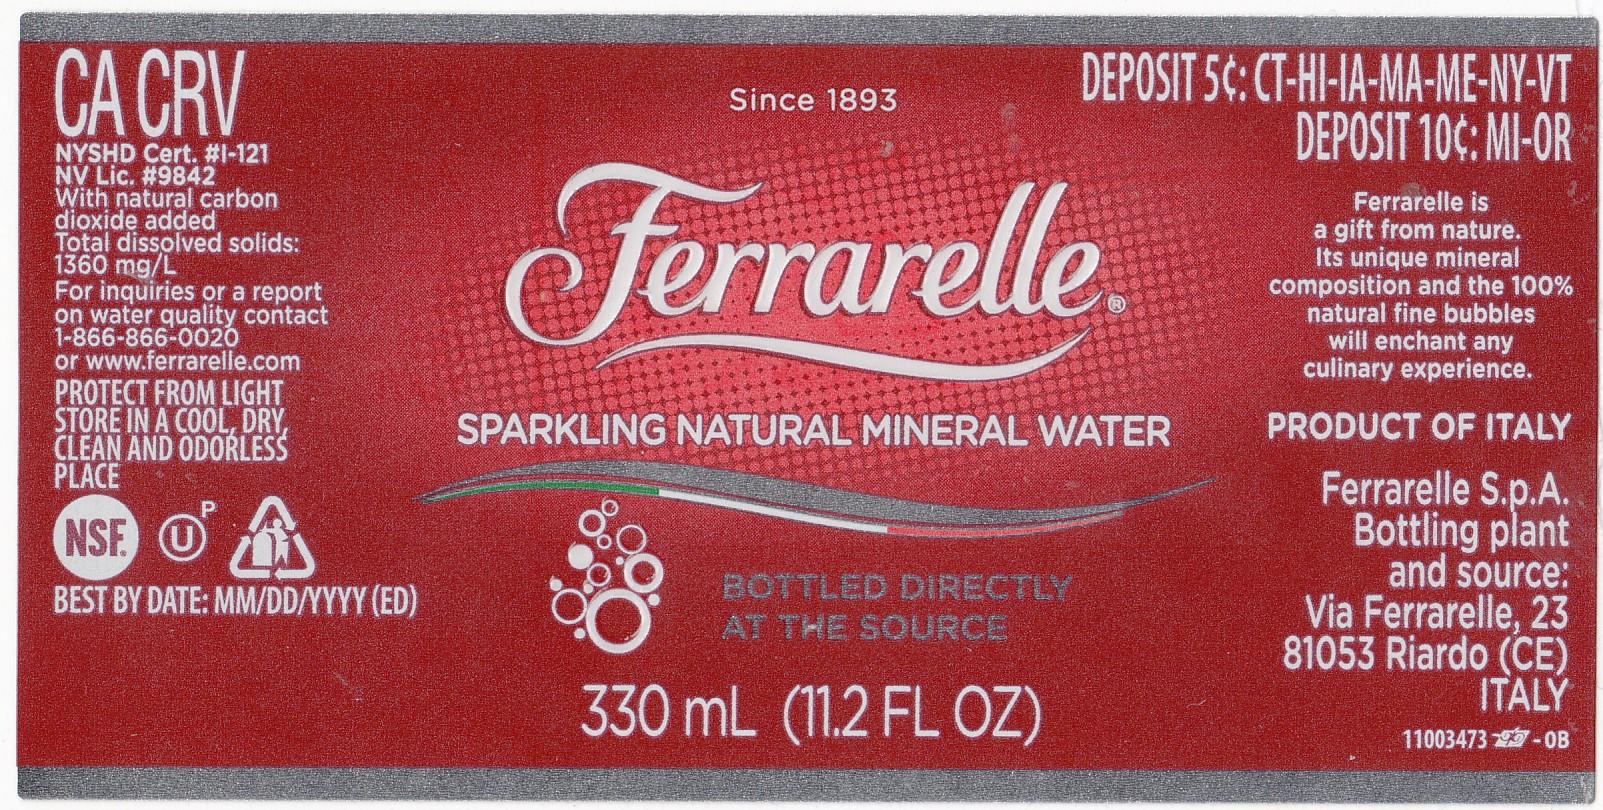 CA CRV
NYSHD Cert. #I-121
NV Lic. #9842
With natural carbon
dioxide added
Total dissolved solids:
1360 mg/L
For inquiries or a report
on water quality contact
1-866-866-0020
or www.ferrarelle.com
PROTECT FROM LIGHT
STORE IN A COOL, DRY,
CLEAN AND ODORLESS
PLACE
NSF.
U P
BEST BY DATE: MM/DD/YYYY (ED)
Since 1893
Ferrarelle®
SPARKLING NATURAL MINERAL WATER
BOTTLED DIRECTLY
AT THE SOURCE
330 mL (11.2 FL OZ)
DEPOSIT 5¢: CT-HI-IA-MA-ME-NY-VT
DEPOSIT 10¢: MI-OR
Ferrarelle is
a gift from nature.
Its unique mineral
composition and the 100%
natural fine bubbles
will enchant any
culinary experience.
PRODUCT OF ITALY
Ferrarelle S.p.A.
Bottling plant
and source:
Via Ferrarelle, 23
81053 Riardo (CE)
ITALY
11003473 - 0B